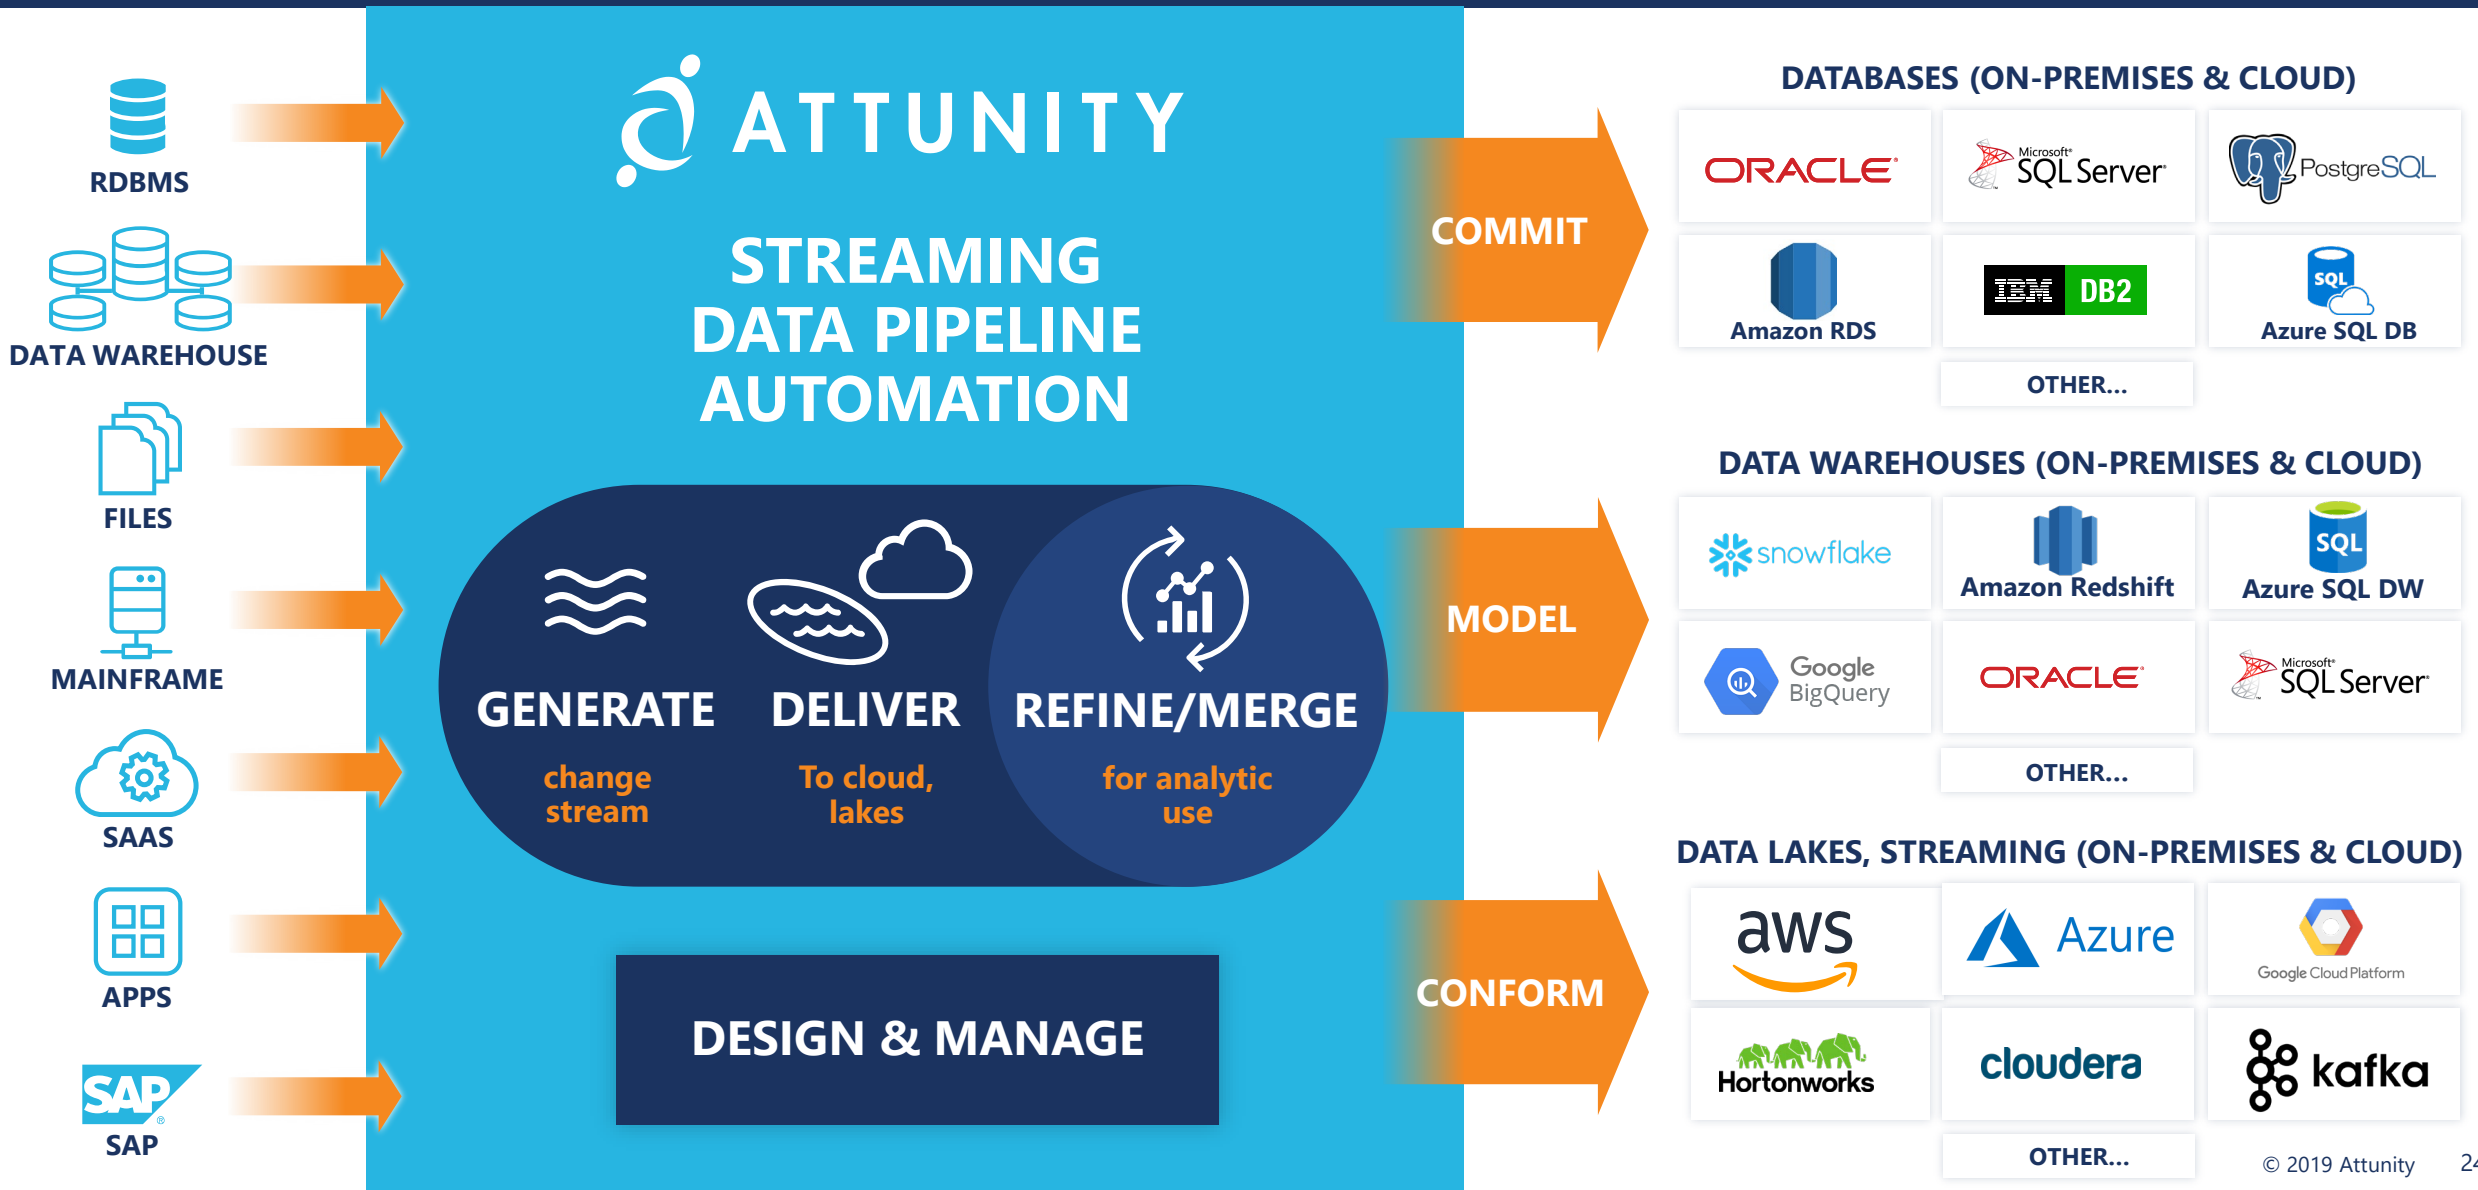 RDBMS
DATA WAREHOUSE
FILES
MAINFRAME
SAAS
APPS
SAP®
SAP
ATTUNITY
STREAMING
DATA PIPELINE
AUTOMATION
GENERATE
change
stream
DELIVER
To cloud,
lakes
REFINE/MERGE
for analytic
use
DESIGN & MANAGE
COMMIT
MODEL
CONFORM
DATABASES (ON-PREMISES & CLOUD)
ORACLE®
Microsoft®
SQL Server®
PostgreSQL
Amazon RDS
IBM DB2
SQL
Azure SQL DB
OTHER...
DATA WAREHOUSES (ON-PREMISES & CLOUD)
snowflake
Amazon Redshift
SQL
Azure SQL DW
Google
BigQuery
ORACLE®
Microsoft®
SQL Server®
OTHER...
DATA LAKES, STREAMING (ON-PREMISES & CLOUD)
aws
Azure
Google Cloud Platform
Hortonworks
cloudera
kafka
OTHER...
© 2019 Attunity 24